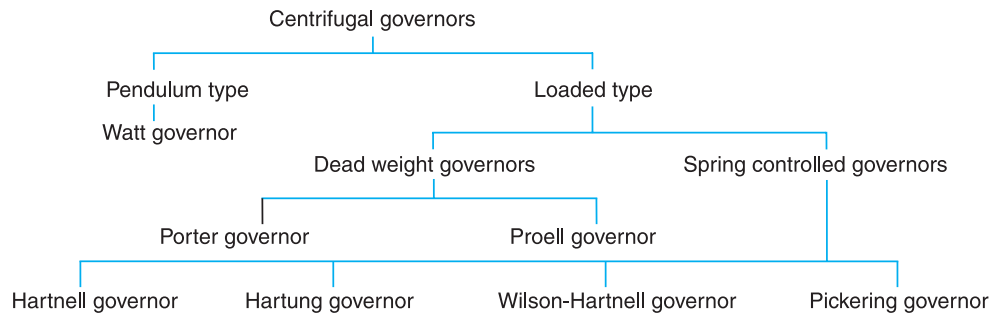 Centrifugal governors
Pendulum type
Loaded type
Watt governor
Dead weight governors
Spring controlled governors
Porter governor
Proell governor
Hartnell governor
Hartung governor
Wilson-Hartnell governor
Pickering governor